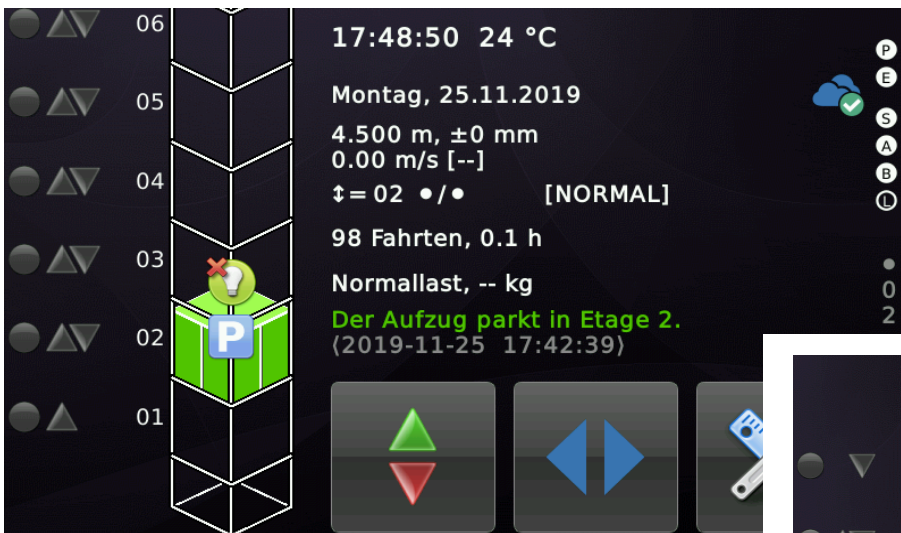 06
05
04
03
02
01
P
17:48:50 24 °C
Montag, 25.11.2019
4.500 m, ±0 mm
0.00 m/s [--]
↕= 02 •/• [NORMAL]
98 Fahrten, 0.1 h
Normallast, -- kg
Der Aufzug parkt in Etage 2.
(2019-11-25 17:42:39)
P
E
S
A
B
L
0
2